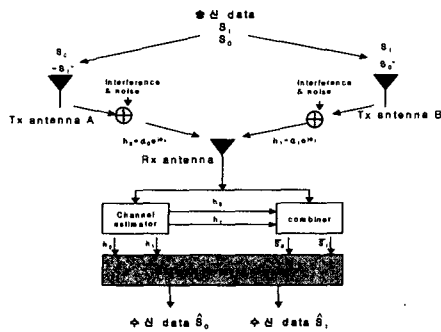 송신 data
S₁
S₀
S₀
-S₁*
S₁
S₀*
Interference
& noise
Interference
& noise
Tx antenna A
Tx antenna B
h₀=α₀e
h₁=α₁e
Rx antenna
h₀
h₁
Channel
estimator
combiner
h₀
h₁
S̃₀
S̃₁
수신 data Ŝ₀
수신 data Ŝ₁